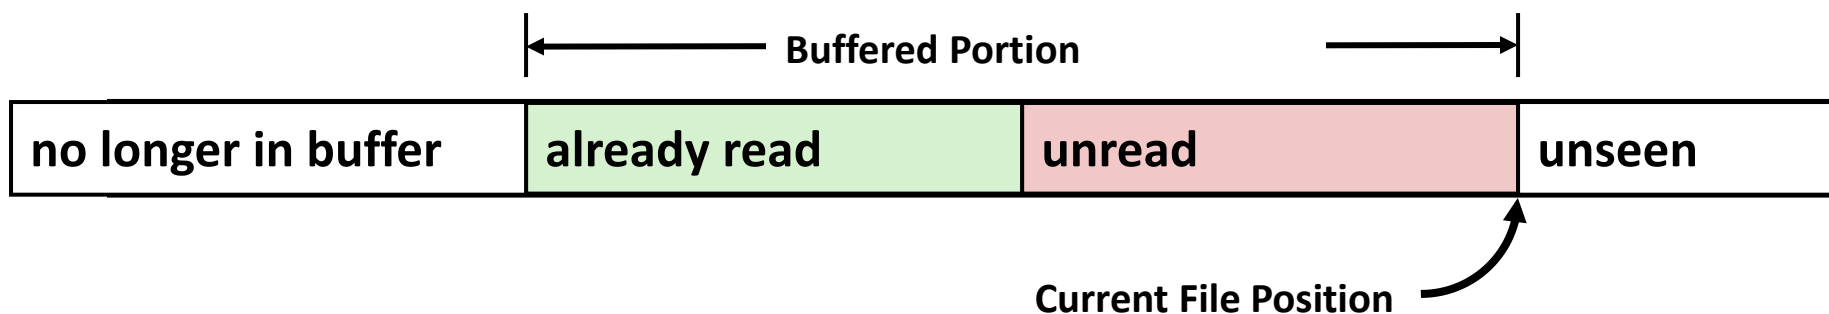 Buffered Portion
no longer in buffer
already read
unread
unseen
Current File Position